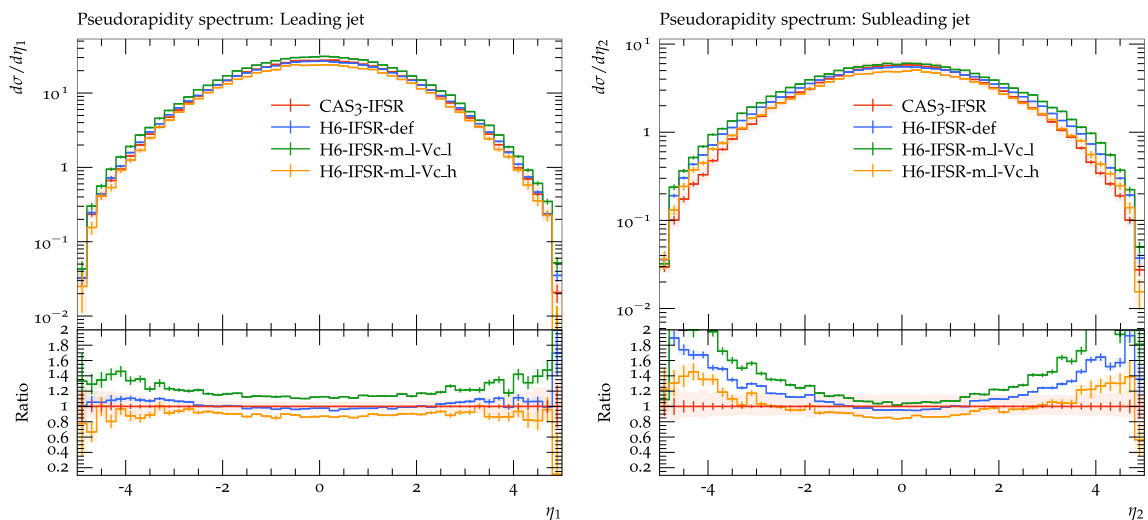 Pseudorapidity spectrum: Leading jet
dσ/dη1
10^1
1
10^−1
10^−2
CAS3-IFSR
H6-IFSR-def
H6-IFSR-m_l-Vc_l
H6-IFSR-m_l-Vc_h
Ratio
2
1.8
1.6
1.4
1.2
1
0.8
0.6
0.4
0.2
-4 -2 0 2 4
η1
Pseudorapidity spectrum: Subleading jet
dσ/dη2
10^1
1
10^−1
10^−2
CAS3-IFSR
H6-IFSR-def
H6-IFSR-m_l-Vc_l
H6-IFSR-m_l-Vc_h
Ratio
2
1.8
1.6
1.4
1.2
1
0.8
0.6
0.4
0.2
-4 -2 0 2 4
η2